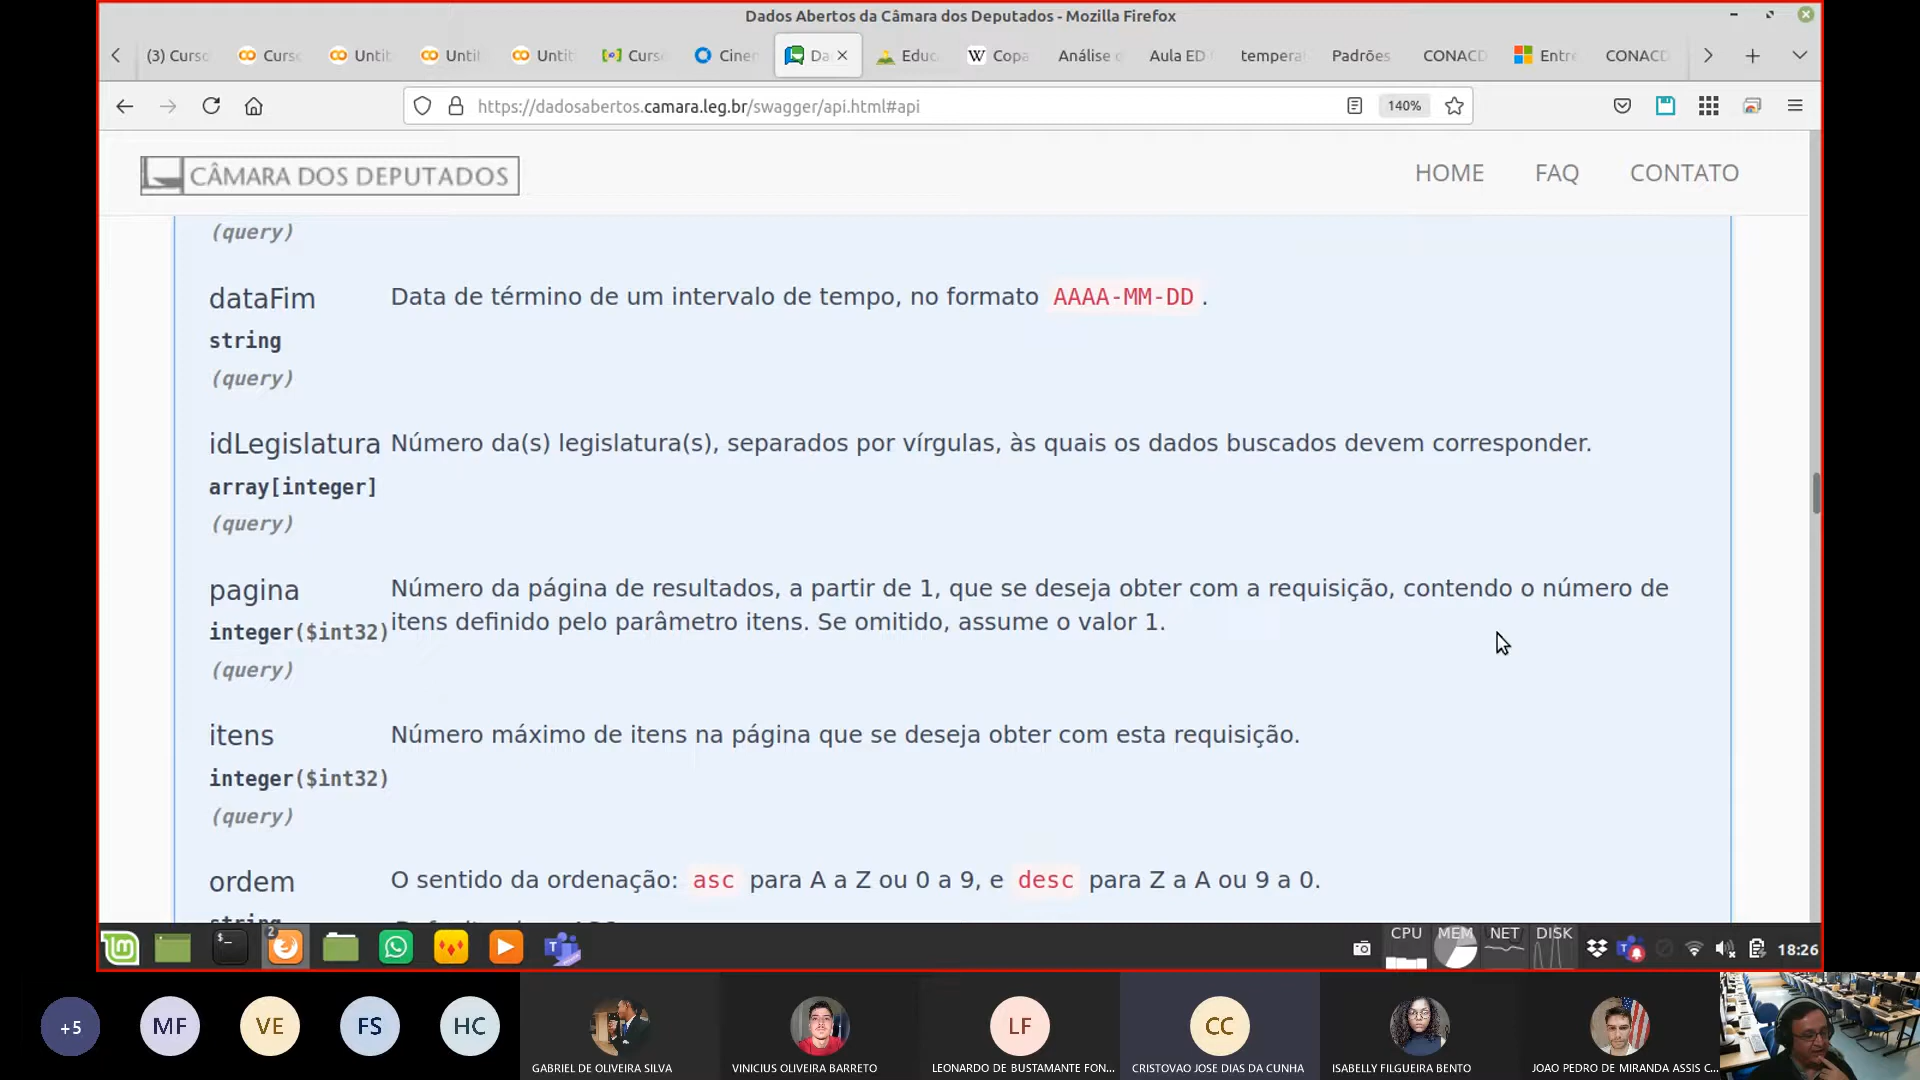 Dados Abertos da Câmara dos Deputados - Mozilla Firefox
(3) Curso
Curso
Untit
Untit
Untit
Curso
Cinem
Da
Educ
W Copa
Análise d
Aula ED
temperat
Padrões
CONACD
Entre
CONACD
https://dadosabertos.camara.leg.br/swagger/api.html#api
140%
CÂMARA DOS DEPUTADOS
HOME FAQ CONTATO
(query)
dataFim Data de término de um intervalo de tempo, no formato AAAA-MM-DD .
string
(query)
idLegislatura Número da(s) legislatura(s), separados por vírgulas, às quais os dados buscados devem corresponder.
array[integer]
(query)
pagina Número da página de resultados, a partir de 1, que se deseja obter com a requisição, contendo o número de
integer($int32) itens definido pelo parâmetro itens. Se omitido, assume o valor 1.
(query)
itens Número máximo de itens na página que se deseja obter com esta requisição.
integer($int32)
(query)
ordem O sentido da ordenação: asc para A a Z ou 0 a 9, e desc para Z a A ou 9 a 0.
string
2
CPU MEM NET DISK
18:26
+5 MF VE FS HC LF CC
GABRIEL DE OLIVEIRA SILVA
VINICIUS OLIVEIRA BARRETO
LEONARDO DE BUSTAMANTE FON...
CRISTOVAO JOSE DIAS DA CUNHA
ISABELLY FILGUEIRA BENTO
JOAO PEDRO DE MIRANDA ASSIS C...